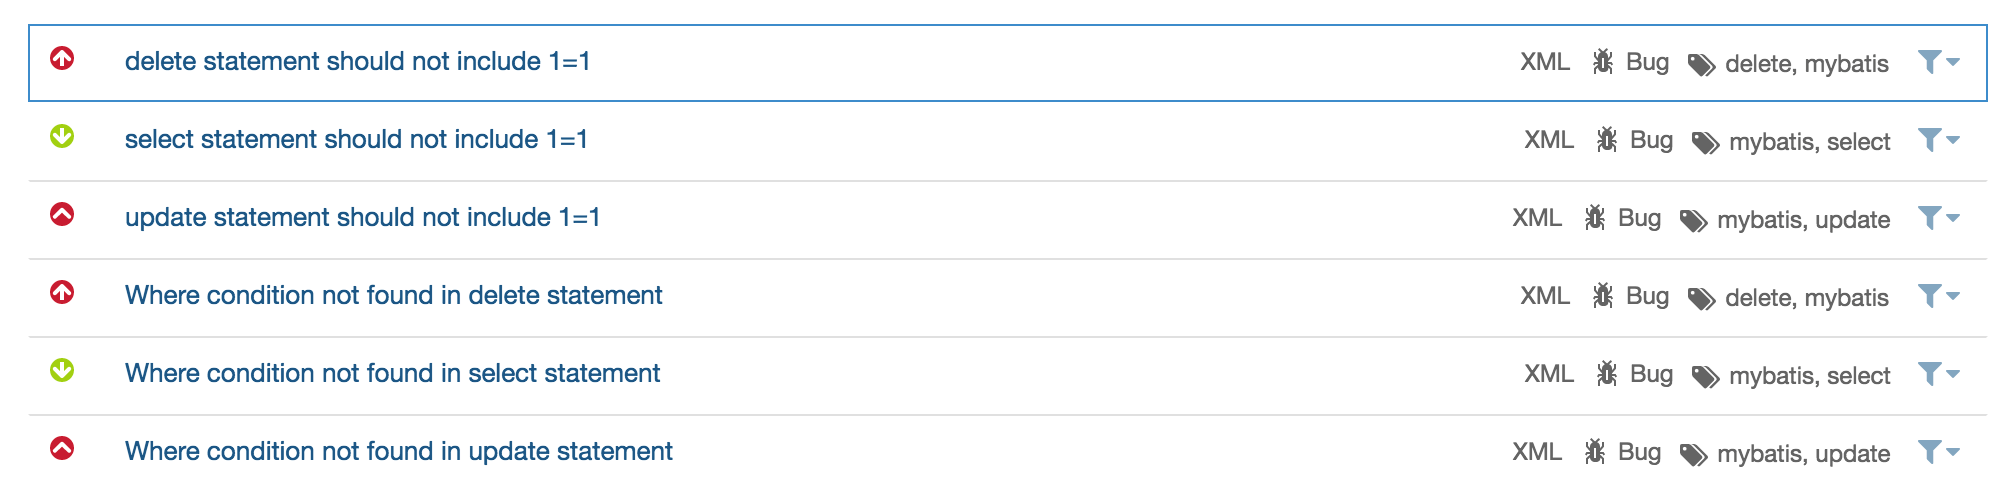 delete statement should not include 1=1 XML Bug delete, mybatis
select statement should not include 1=1 XML Bug mybatis, select
update statement should not include 1=1 XML Bug mybatis, update
Where condition not found in delete statement XML Bug delete, mybatis
Where condition not found in select statement XML Bug mybatis, select
Where condition not found in update statement XML Bug mybatis, update